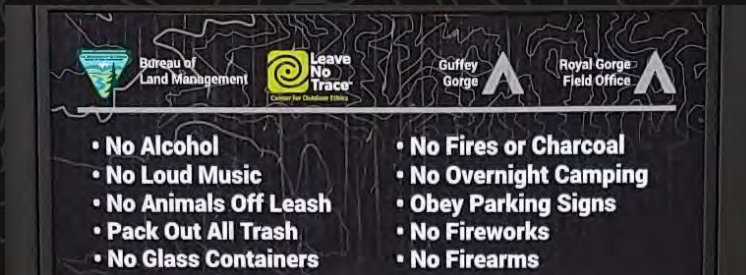 Bureau of
Land Management
Leave
No
Trace™
Center for Outdoor Ethics
Guffey
Gorge
Royal Gorge
Field Office
• No Alcohol
• No Loud Music
• No Animals Off Leash
• Pack Out All Trash
• No Glass Containers
• No Fires or Charcoal
• No Overnight Camping
• Obey Parking Signs
• No Fireworks
• No Firearms